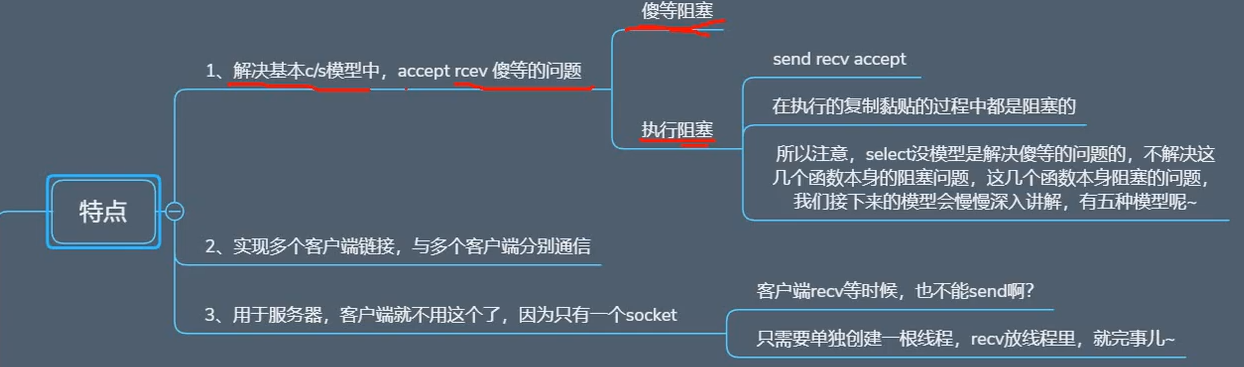 特点
1、解决基本c/s模型中，accept rcev 傻等的问题
傻等阻塞
执行阻塞
send recv accept
在执行的复制黏贴的过程中都是阻塞的
所以注意，select没模型是解决傻等的问题的，不解决这
几个函数本身的阻塞问题，这几个函数本身阻塞的问题，
我们接下来的模型会慢慢深入讲解，有五种模型呢~
2、实现多个客户端链接，与多个客户端分别通信
3、用于服务器，客户端就不用这个了，因为只有一个socket
客户端recv等时候，也不能send啊?
只需要单独创建一根线程，recv放线程里，就完事儿~